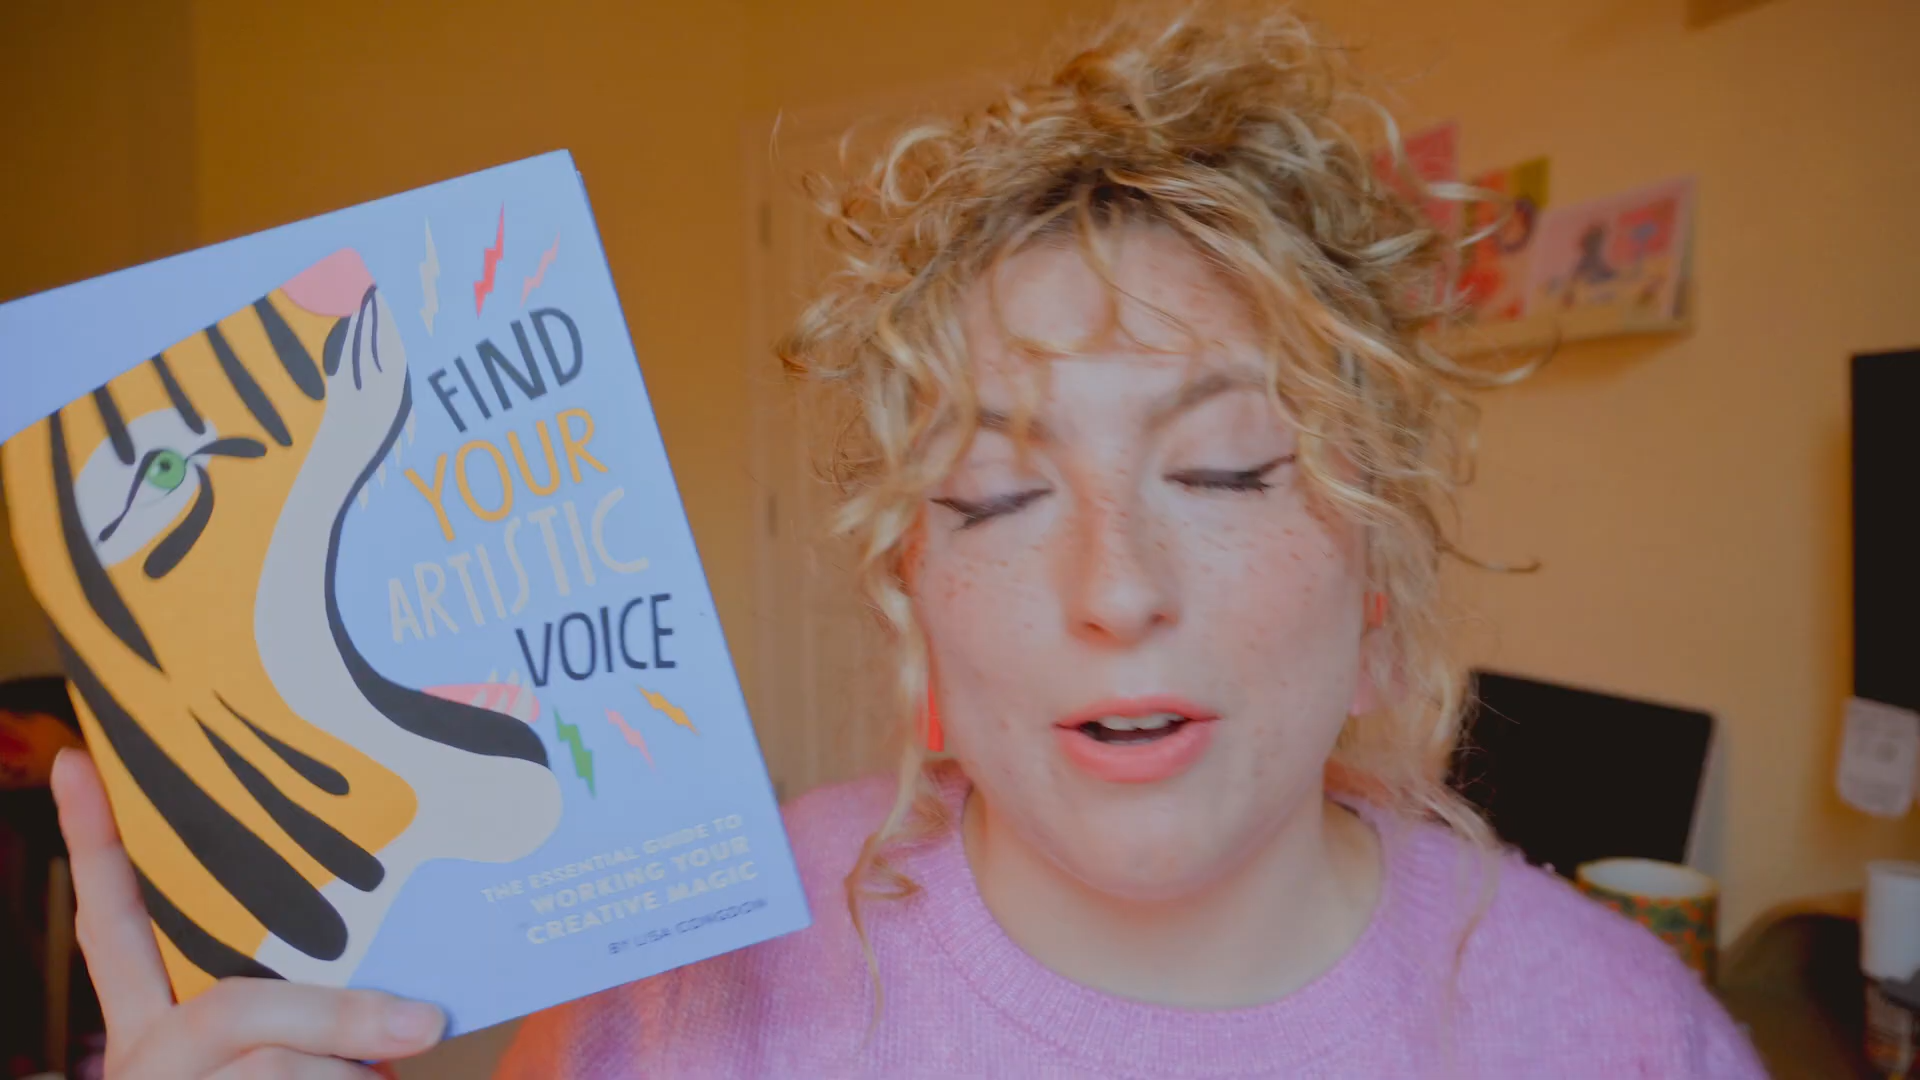 FIND
YOUR
ARTISTIC
VOICE
THE ESSENTIAL GUIDE TO
WORKING YOUR
CREATIVE MAGIC
BY LISA CONGDON